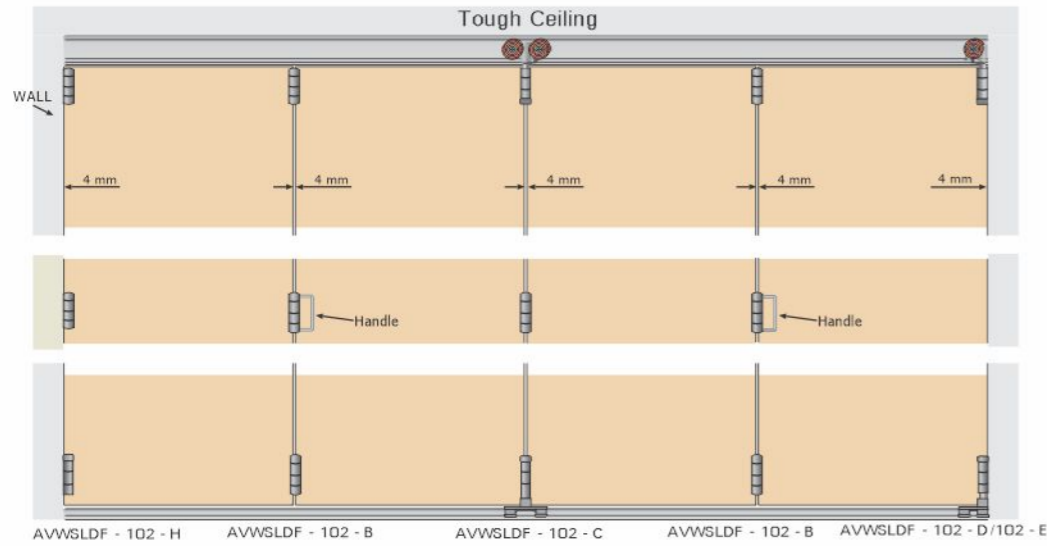 Tough Ceiling
WALL
4 mm 4 mm 4 mm 4 mm 4 mm
Handle Handle
AVWSLDF - 102 - H AVWSLDF - 102 - B AVWSLDF - 102 - C AVWSLDF - 102 - B AVWSLDF - 102 - D/102 - E